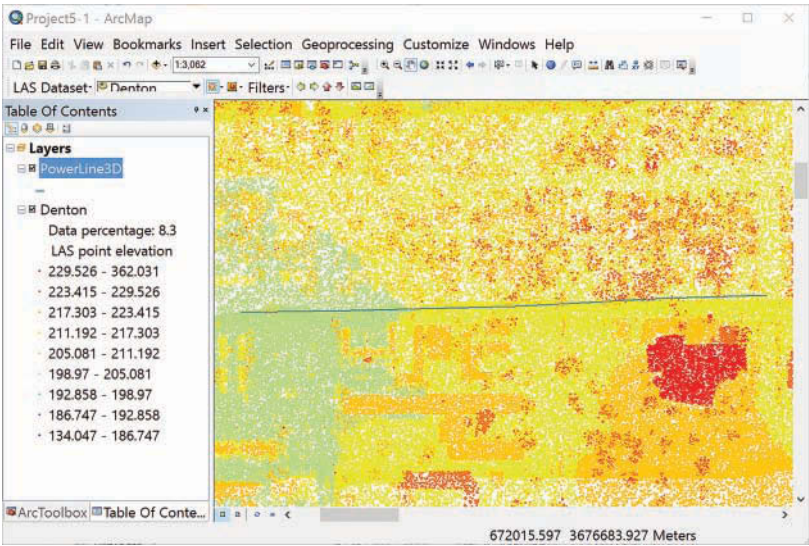 Project5-1 - ArcMap
File Edit View Bookmarks Insert Selection Geoprocessing Customize Windows Help
1:3,062
LAS Dataset Denton Filters
Table Of Contents
Layers
PowerLine3D
Denton
Data percentage: 8.3
LAS point elevation
229.526 - 362.031
223.415 - 229.526
217.303 - 223.415
211.192 - 217.303
205.081 - 211.192
198.97 - 205.081
192.858 - 198.97
186.747 - 192.858
134.047 - 186.747
ArcToolbox Table Of Conte...
672015.597 3676683.927 Meters